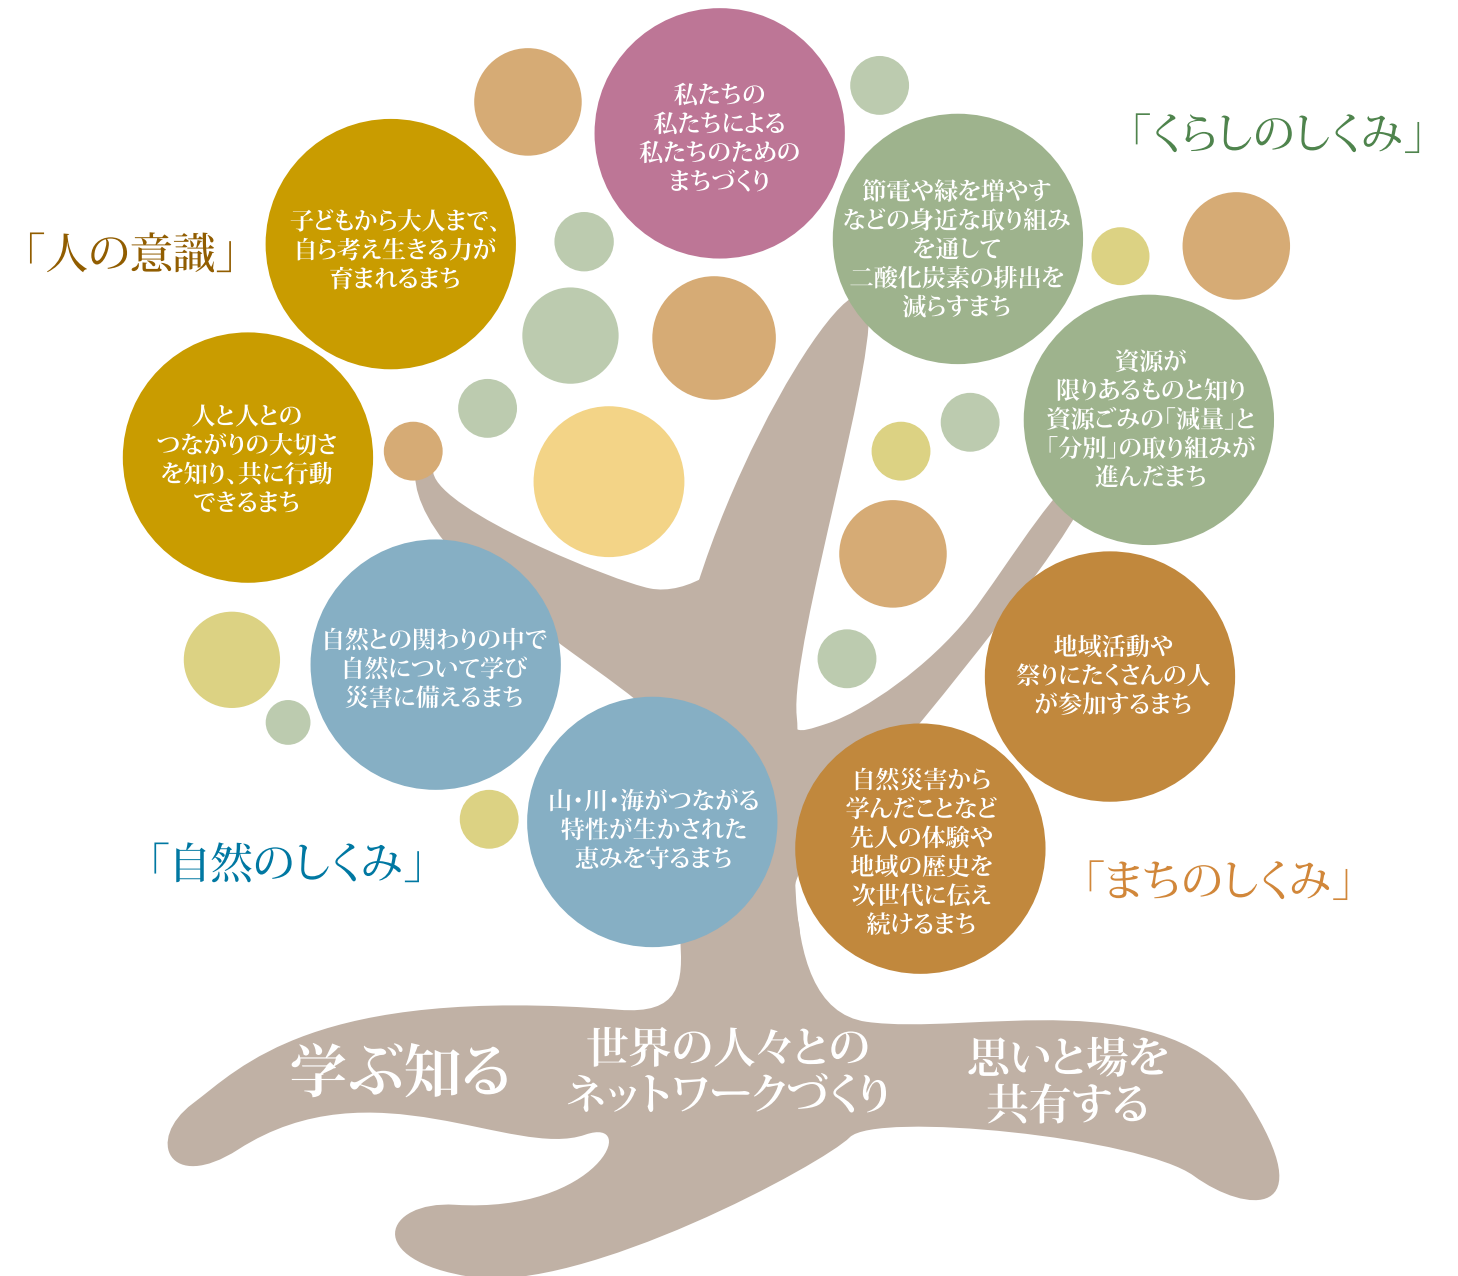 私たちの
私たちによる
私たちのための
まちづくり
「くらしのしくみ」
節電や緑を増やす
などの身近な取り組み
を通して
二酸化炭素の排出を
減らすまち
資源が
限りあるものと知り
資源ごみの「減量」と
「分別」の取り組みが
進んだまち
「人の意識」
子どもから大人まで、
自ら考え生きる力が
育まれるまち
人と人との
つながりの大切さ
を知り、共に行動
できるまち
自然との関わりの中で
自然について学び
災害に備えるまち
山・川・海がつながる
特性が生かされた
恵みを守るまち
「自然のしくみ」
地域活動や
祭りにたくさんの人
が参加するまち
自然災害から
学んだことなど
先人の体験や
地域の歴史を
次世代に伝え
続けるまち
「まちのしくみ」
学ぶ知る
世界の人々との
ネットワークづくり
思いと場を
共有する